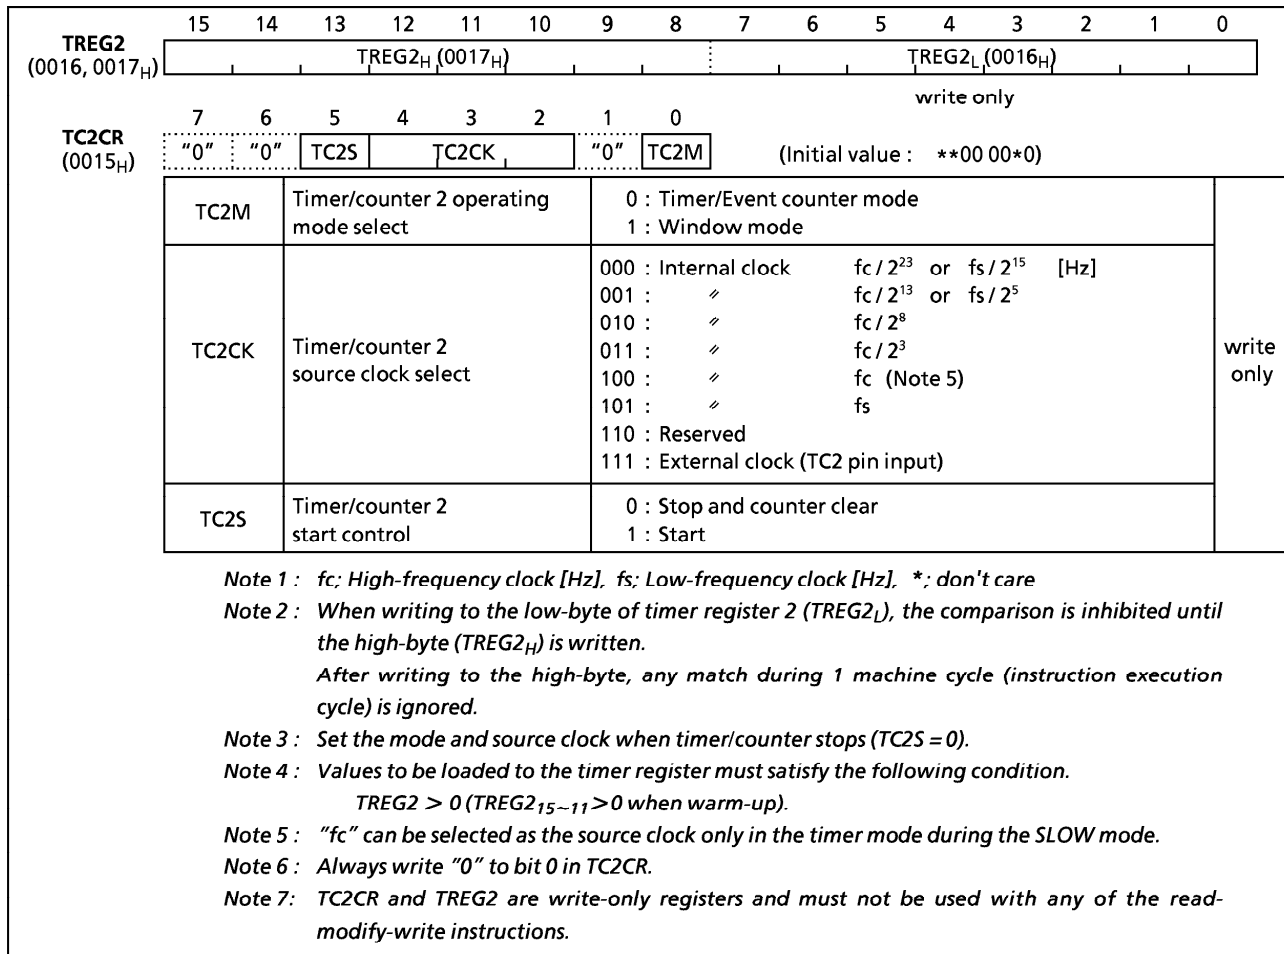 15 14 13 12 11 10 9 8 7 6 5 4 3 2 1 0
TREG2
(0016, 0017H)
TREG2H (0017H) TREG2L (0016H)
write only
7 6 5 4 3 2 1 0
TC2CR
(0015H)
"0" "0" TC2S TC2CK "0" TC2M (Initial value : **00 00*0)
TC2M Timer/counter 2 operating mode select
0 : Timer/Event counter mode
1 : Window mode
TC2CK Timer/counter 2 source clock select
000 : Internal clock fc / 2²³ or fs / 2¹⁵ [Hz]
001 : 〃 fc / 2¹³ or fs / 2⁵
010 : 〃 fc / 2⁸
011 : 〃 fc / 2³
100 : 〃 fc (Note 5)
101 : 〃 fs
110 : Reserved
111 : External clock (TC2 pin input)
TC2S Timer/counter 2 start control
0 : Stop and counter clear
1 : Start
write only
Note 1 : fc; High-frequency clock [Hz], fs; Low-frequency clock [Hz], *; don't care
Note 2 : When writing to the low-byte of timer register 2 (TREG2L), the comparison is inhibited until
the high-byte (TREG2H) is written.
After writing to the high-byte, any match during 1 machine cycle (instruction execution
cycle) is ignored.
Note 3 : Set the mode and source clock when timer/counter stops (TC2S = 0).
Note 4 : Values to be loaded to the timer register must satisfy the following condition.
TREG2 > 0 (TREG215~11>0 when warm-up).
Note 5 : "fc" can be selected as the source clock only in the timer mode during the SLOW mode.
Note 6 : Always write "0" to bit 0 in TC2CR.
Note 7: TC2CR and TREG2 are write-only registers and must not be used with any of the read-
modify-write instructions.